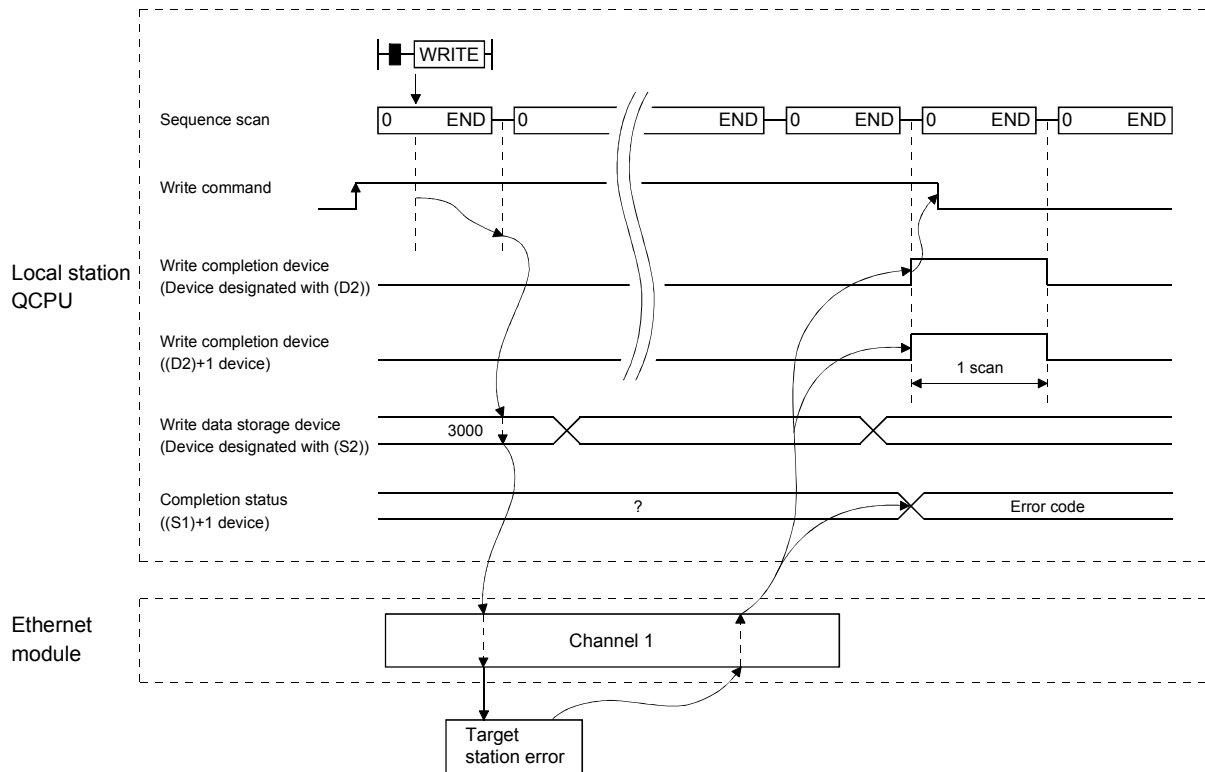 WRITE
Sequence scan
0 END 0 END 0 END 0 END 0 END
Write command
Local station
QCPU
Write completion device
(Device designated with (D2))
Write completion device
((D2)+1 device)
1 scan
Write data storage device
(Device designated with (S2))
3000
Completion status
((S1)+1 device)
?
Error code
Ethernet
module
Channel 1
Target
station error